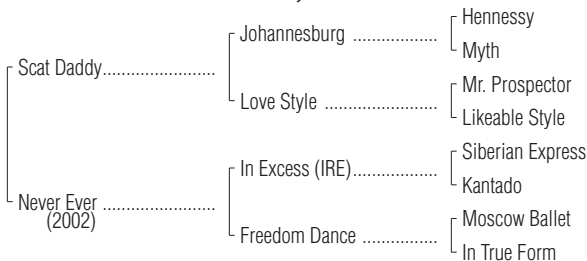 Hennessy
Johannesburg ..................
Myth
Scat Daddy........................
Mr. Prospector
Love Style ........................
Likeable Style
Siberian Express
In Excess (IRE)..................
Kantado
Never Ever ........................
(2002)
Moscow Ballet
Freedom Dance ................
In True Form